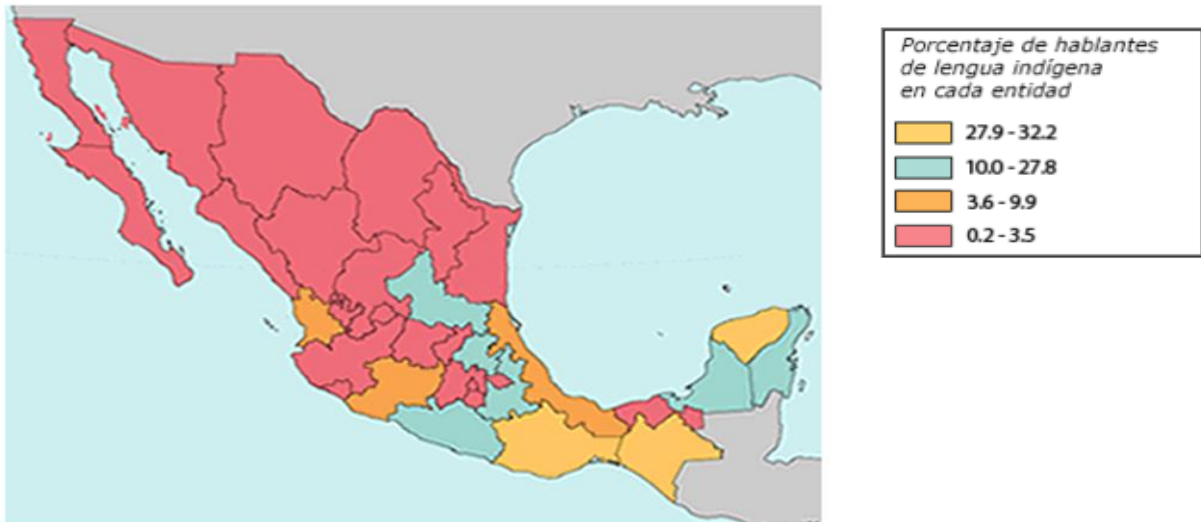 Porcentaje de hablantes
de lengua indígena
en cada entidad
27.9 - 32.2
10.0 - 27.8
3.6 - 9.9
0.2 - 3.5